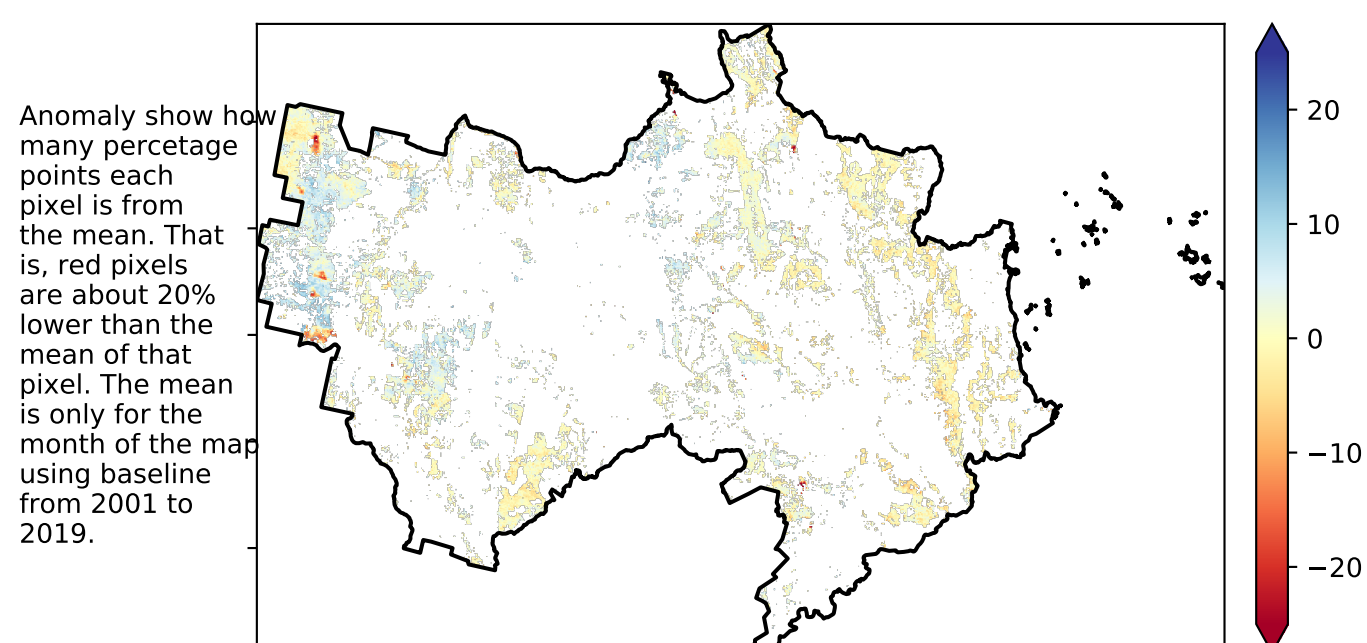 Anomaly show how
many percetage
points each
pixel is from
the mean. That
is, red pixels
are about 20%
lower than the
mean of that
pixel. The mean
is only for the
month of the map
using baseline
from 2001 to
2019.
20
10
0
−10
−20